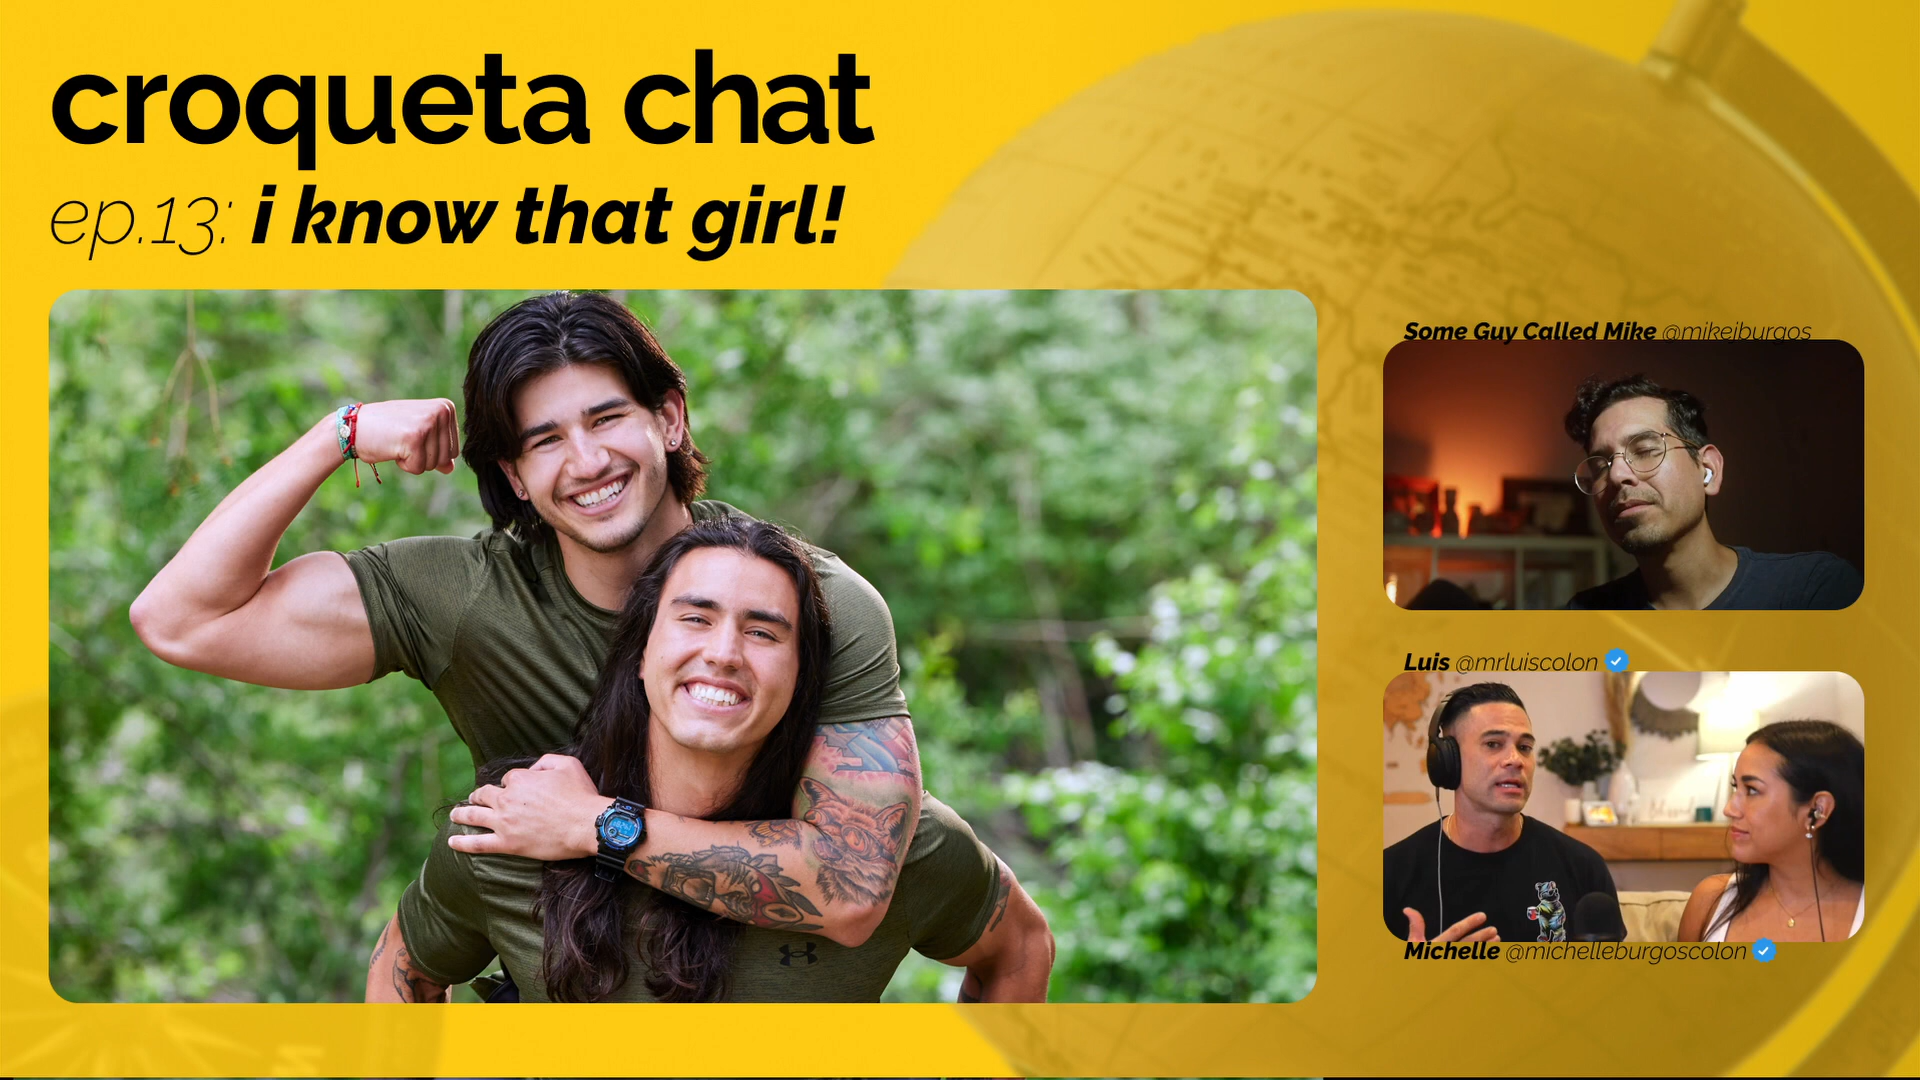 croqueta chat
ep.13: i know that girl!
Some Guy Called Mike @mikejburgos
Luis @mrluiscolon
Michelle @michelleburgoscolon